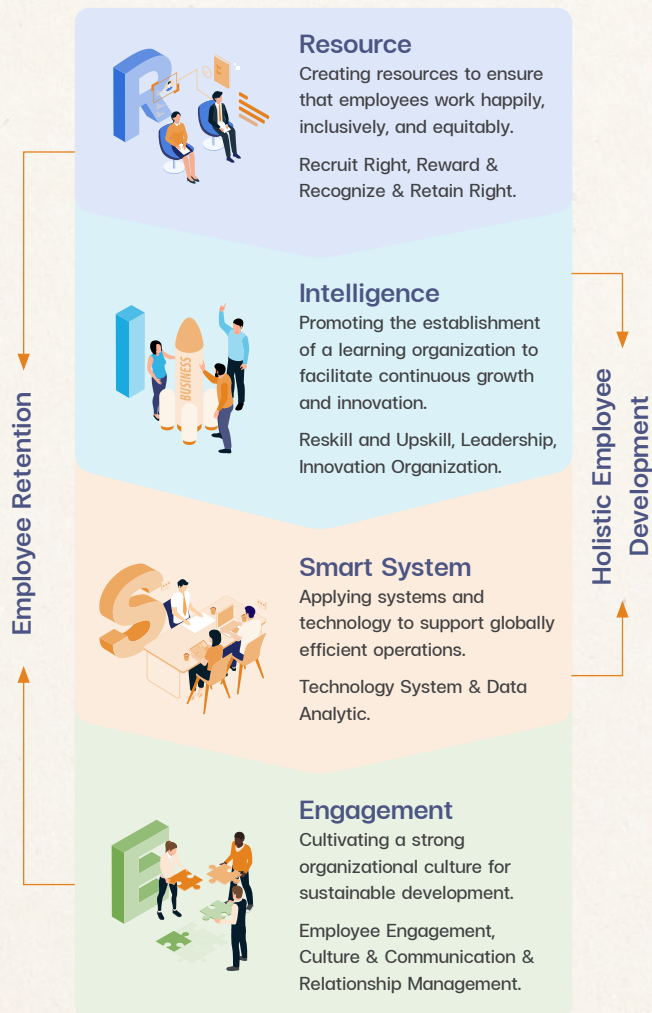 R
Resource
Creating resources to ensure
that employees work happily,
inclusively, and equitably.
Recruit Right, Reward &
Recognize & Retain Right.
I
BUSINESS
Intelligence
Promoting the establishment
of a learning organization to
facilitate continuous growth
and innovation.
Reskill and Upskill, Leadership,
Innovation Organization.
Employee Retention
Holistic Employee
Development
S
Smart System
Applying systems and
technology to support globally
efficient operations.
Technology System & Data
Analytic.
E
Engagement
Cultivating a strong
organizational culture for
sustainable development.
Employee Engagement,
Culture & Communication &
Relationship Management.